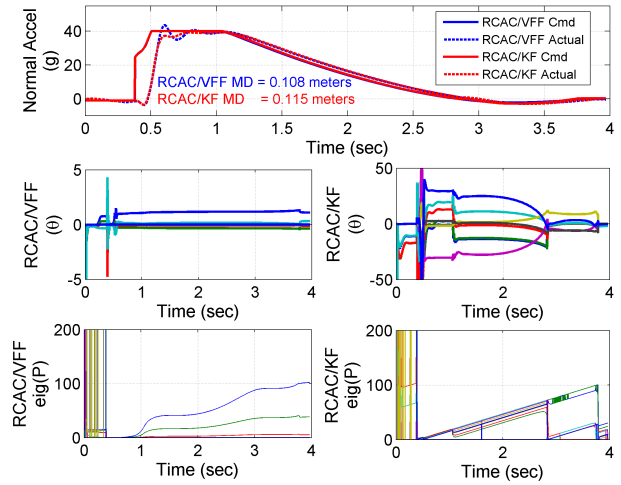 Normal Accel
(g)
40
20
0
RCAC/VFF Cmd
RCAC/VFF Actual
RCAC/KF Cmd
RCAC/KF Actual
RCAC/VFF MD = 0.108 meters
RCAC/KF MD = 0.115 meters
0 0.5 1 1.5 2 2.5 3 3.5 4
Time (sec)
RCAC/VFF
(θ)
5
0
-5
0 1 2 3 4
Time (sec)
RCAC/KF
(θ)
50
0
-50
0 1 2 3 4
Time (sec)
RCAC/VFF
eig(P)
200
100
0
0 1 2 3 4
Time (sec)
RCAC/KF
eig(P)
200
100
0
0 1 2 3 4
Time (sec)